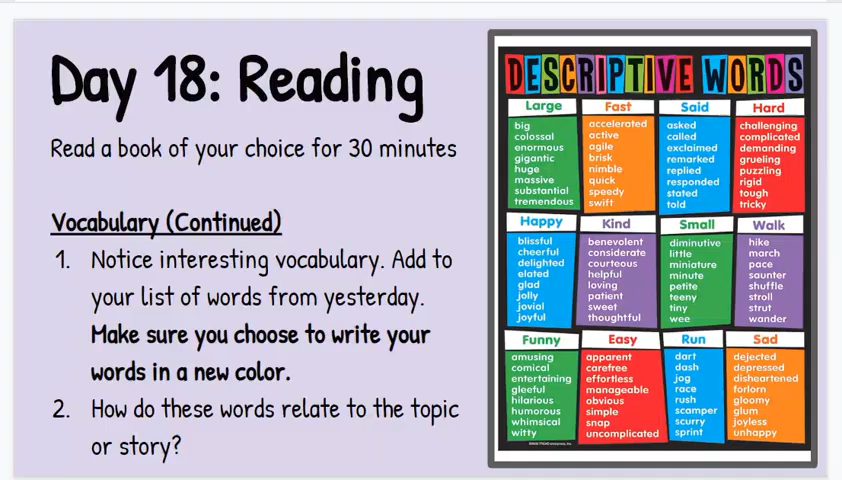 Day 18: Reading
Read a book of your choice for 30 minutes
Vocabulary (Continued)
1. Notice interesting vocabulary. Add to
your list of words from yesterday.
Make sure you choose to write your
words in a new color.
2. How do these words relate to the topic
or story?
DESCRIPTIVE WORDS
Large
big
colossal
enormous
gigantic
huge
massive
substantial
tremendous
Fast
accelerated
active
agile
brisk
nimble
quick
speedy
swift
Said
asked
called
exclaimed
remarked
replied
responded
stated
told
Hard
challenging
complicated
demanding
grueling
puzzling
rigid
tough
tricky
Happy
blissful
cheerful
delighted
elated
glad
jolly
jovial
joyful
Kind
benevolent
considerate
courteous
helpful
loving
patient
sweet
thoughtful
Small
diminutive
little
miniature
minute
petite
teeny
tiny
wee
Walk
hike
march
pace
saunter
shuffle
stroll
strut
wander
Funny
amusing
comical
entertaining
gleeful
hilarious
humorous
whimsical
witty
Easy
apparent
carefree
effortless
manageable
obvious
simple
snap
uncomplicated
Run
dart
dash
jog
race
rush
scamper
scurry
sprint
Sad
dejected
depressed
disheartened
forlorn
gloomy
glum
joyless
unhappy